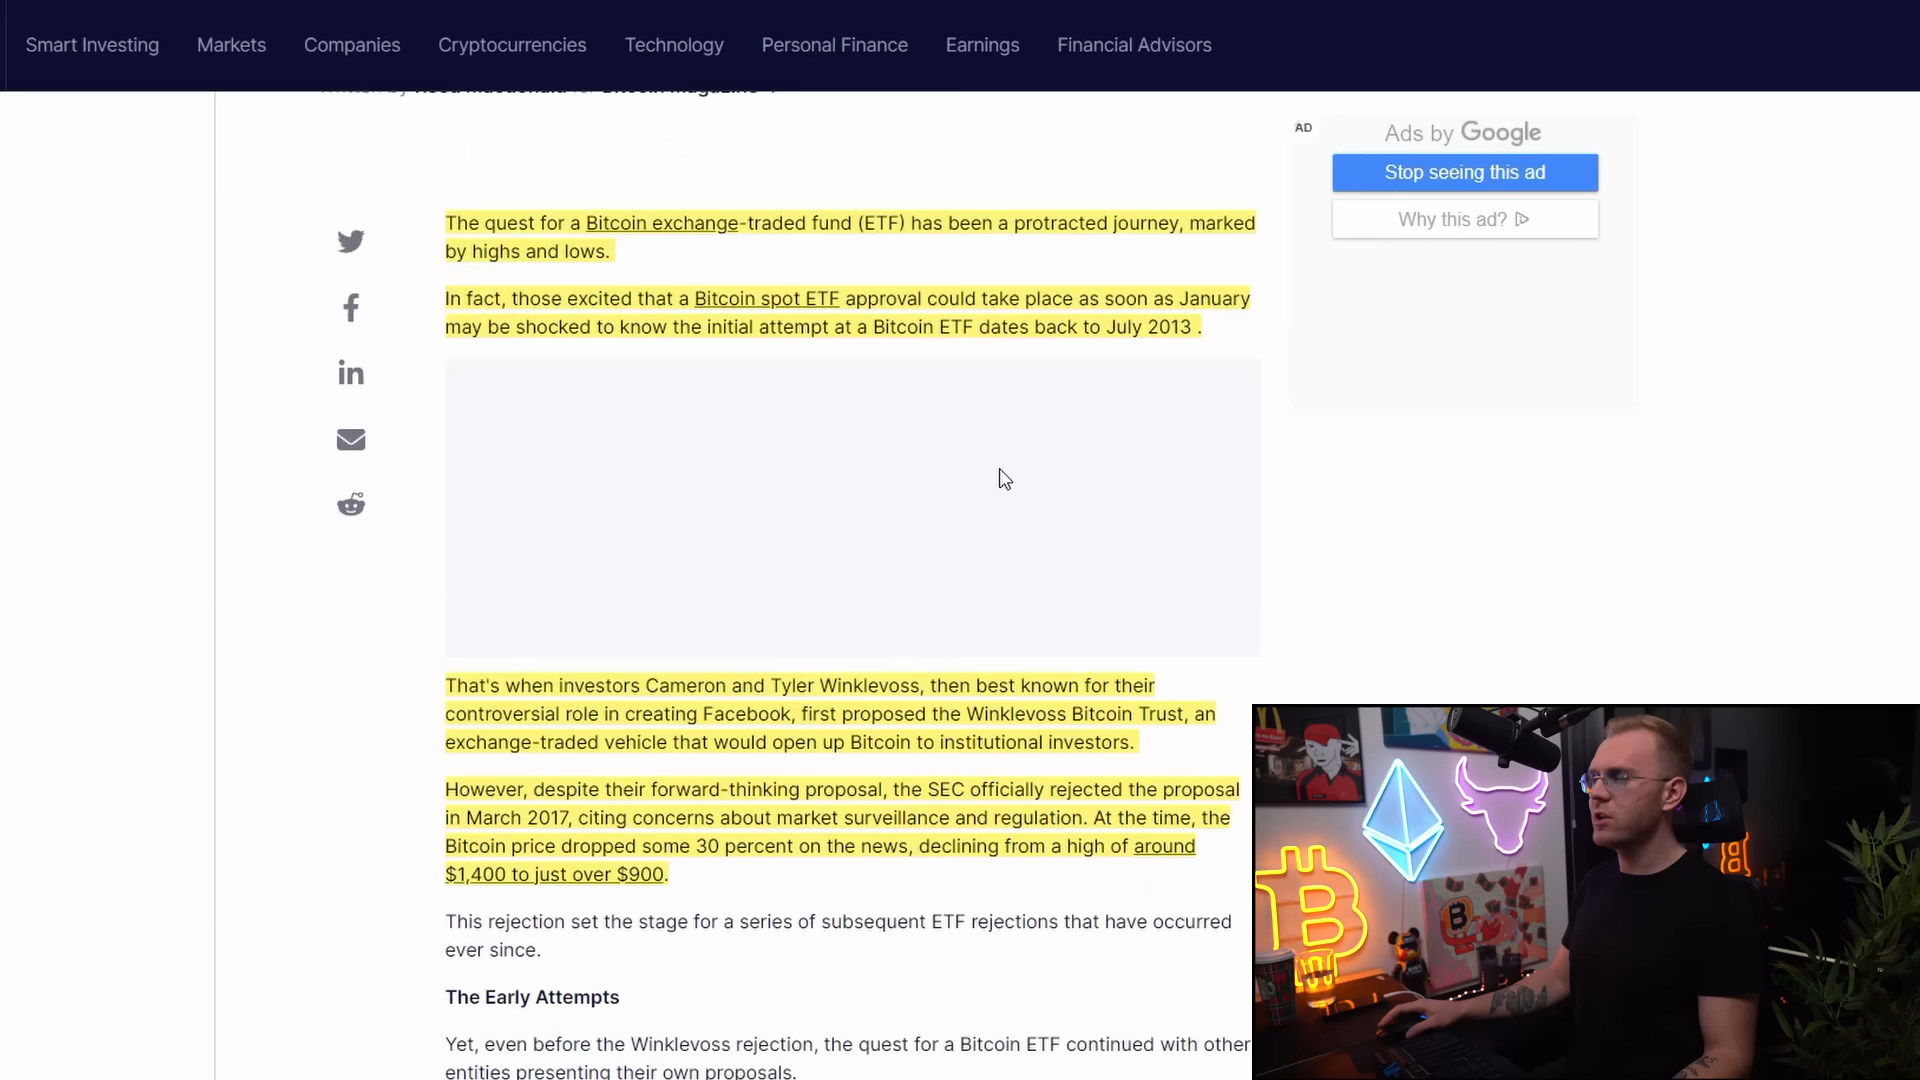 Smart Investing Markets Companies Cryptocurrencies Technology Personal Finance Earnings Financial Advisors
AD
Ads by Google
Stop seeing this ad
Why this ad?
The quest for a Bitcoin exchange-traded fund (ETF) has been a protracted journey, marked
by highs and lows.
In fact, those excited that a Bitcoin spot ETF approval could take place as soon as January
may be shocked to know the initial attempt at a Bitcoin ETF dates back to July 2013 .
That's when investors Cameron and Tyler Winklevoss, then best known for their
controversial role in creating Facebook, first proposed the Winklevoss Bitcoin Trust, an
exchange-traded vehicle that would open up Bitcoin to institutional investors.
However, despite their forward-thinking proposal, the SEC officially rejected the proposal
in March 2017, citing concerns about market surveillance and regulation. At the time, the
Bitcoin price dropped some 30 percent on the news, declining from a high of around
$1,400 to just over $900.
This rejection set the stage for a series of subsequent ETF rejections that have occurred
ever since.
The Early Attempts
Yet, even before the Winklevoss rejection, the quest for a Bitcoin ETF continued with other
entities presenting their own proposals.